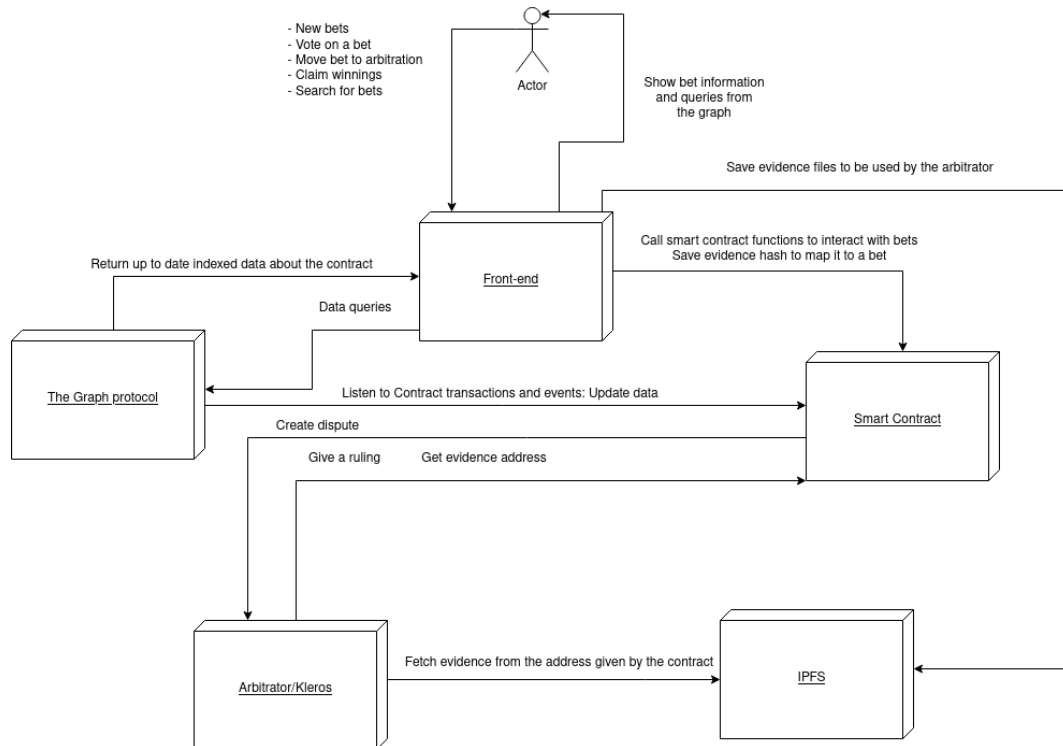 - New bets
- Vote on a bet
- Move bet to arbitration
- Claim winnings
- Search for bets
Actor
Show bet information
and queries from
the graph
Save evidence files to be used by the arbitrator
Call smart contract functions to interact with bets
Save evidence hash to map it to a bet
Return up to date indexed data about the contract
Front-end
Data queries
The Graph protocol
Listen to Contract transactions and events: Update data
Smart Contract
Create dispute
Give a ruling
Get evidence address
Fetch evidence from the address given by the contract
Arbitrator/Kleros
IPFS